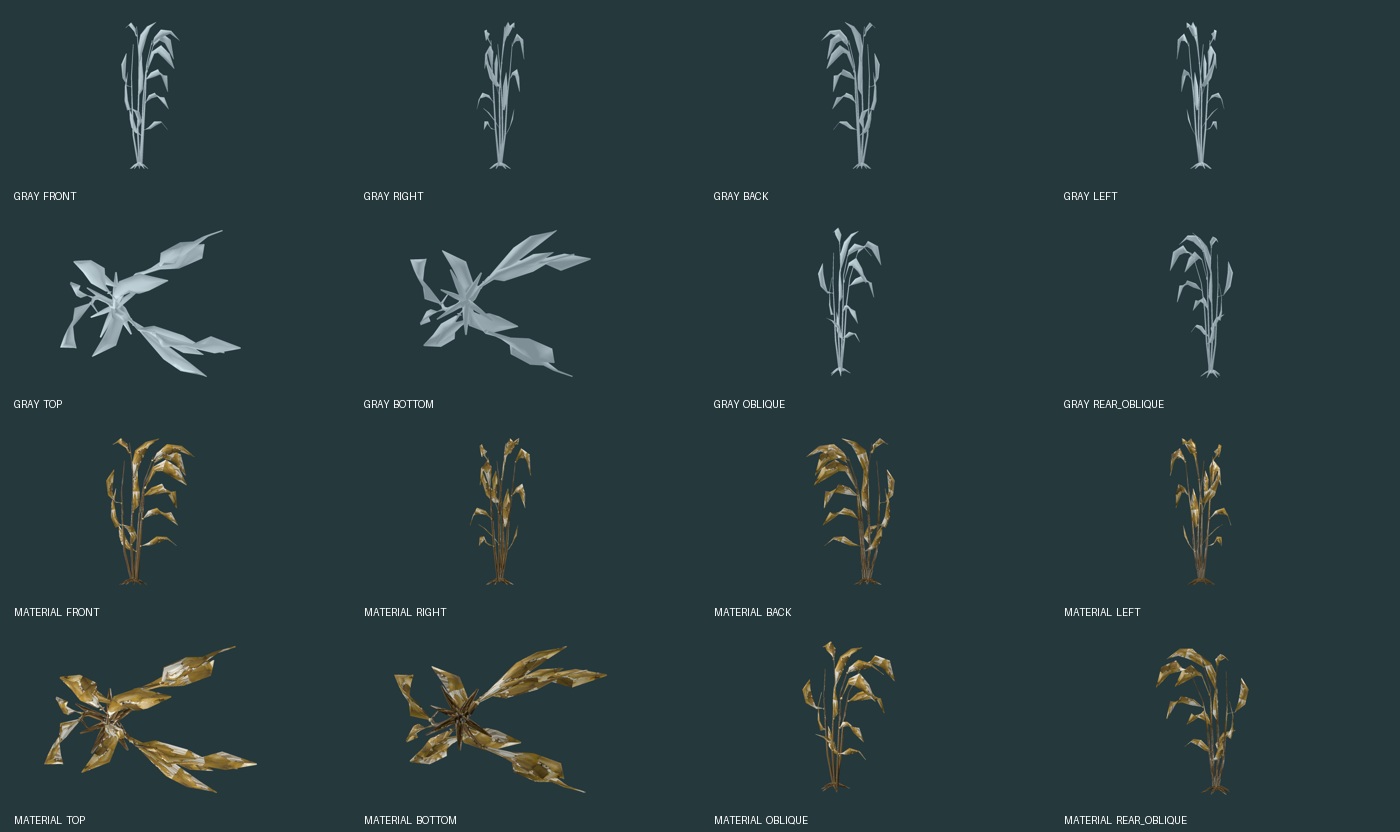 GRAY FRONT
GRAY RIGHT
GRAY BACK
GRAY LEFT
GRAY TOP
GRAY BOTTOM
GRAY OBLIQUE
GRAY REAR_OBLIQUE
MATERIAL FRONT
MATERIAL RIGHT
MATERIAL BACK
MATERIAL LEFT
MATERIAL TOP
MATERIAL BOTTOM
MATERIAL OBLIQUE
MATERIAL REAR_OBLIQUE